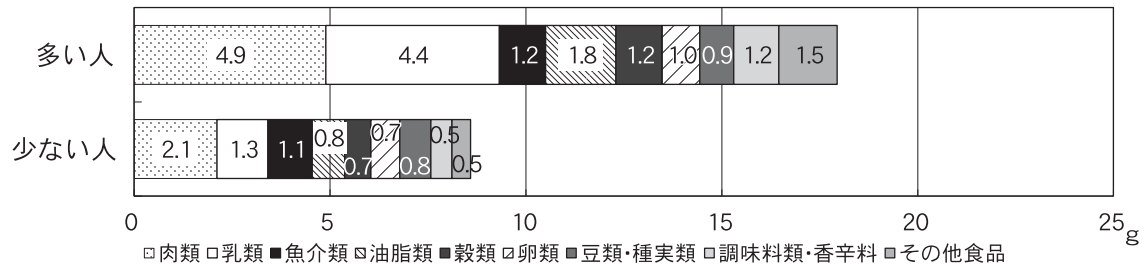 多い人 4.9 4.4 1.2 1.8 1.2 1.0 0.9 1.2 1.5
少ない人 2.1 1.3 1.1 0.8 0.7 0.7 0.8 0.5 0.5
0 5 10 15 20 25 g
肉類 乳類 魚介類 油脂類 穀類 卵類 豆類・種実類 調味料類・香辛料 その他食品